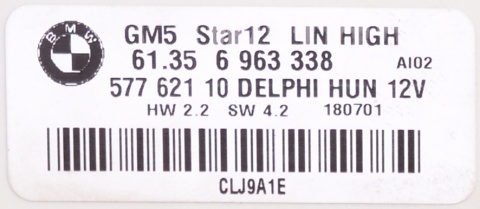 BMW
GM5 Star12 LIN HIGH
61.35 6 963 338 AI02
577 621 10 DELPHI HUN 12V
HW 2.2 SW 4.2 180701
CLJ9A1E